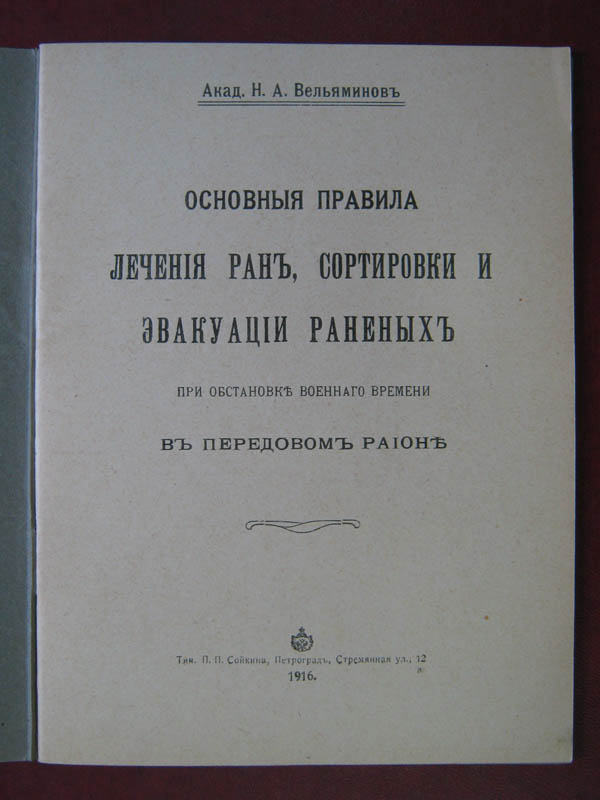 Акад. Н. А. Вельяминовъ
ОСНОВНЫЯ ПРАВИЛА
ЛЕЧЕНІЯ РАНЪ, СОРТИРОВКИ И
ЭВАКУАЦІИ РАНЕНЫХЪ
ПРИ ОБСТАНОВКѢ ВОЕННАГО ВРЕМЕНИ
ВЪ ПЕРЕДОВОМЪ РАІОНѢ
Тип. П. П. Сойкина, Петроградъ, Стремянная ул., 12
1916.